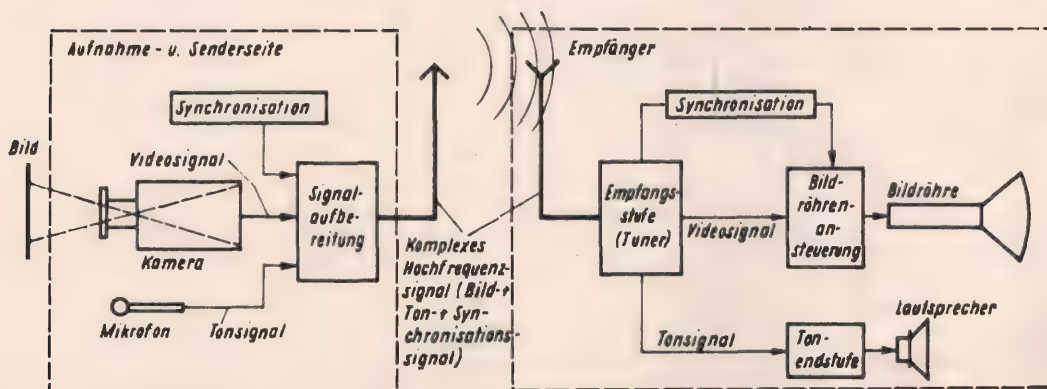 Aufnahme- u. Senderseite
Synchronisation
Bild
Videosignal
Signal-
aufbe-
reitung
Kamera
Mikrofon
Tonsignal
Komplexes
Hochfrequenz-
signal (Bild-+
Ton-+ Syn-
chronisations-
signal)
Empfänger
Synchronisation
Empfangs-
stufe
(Tuner)
Videosignal
Bild-
röhren-
an-
steuerung
Bildröhre
Tonsignal
Ton-
endstufe
Lautsprecher